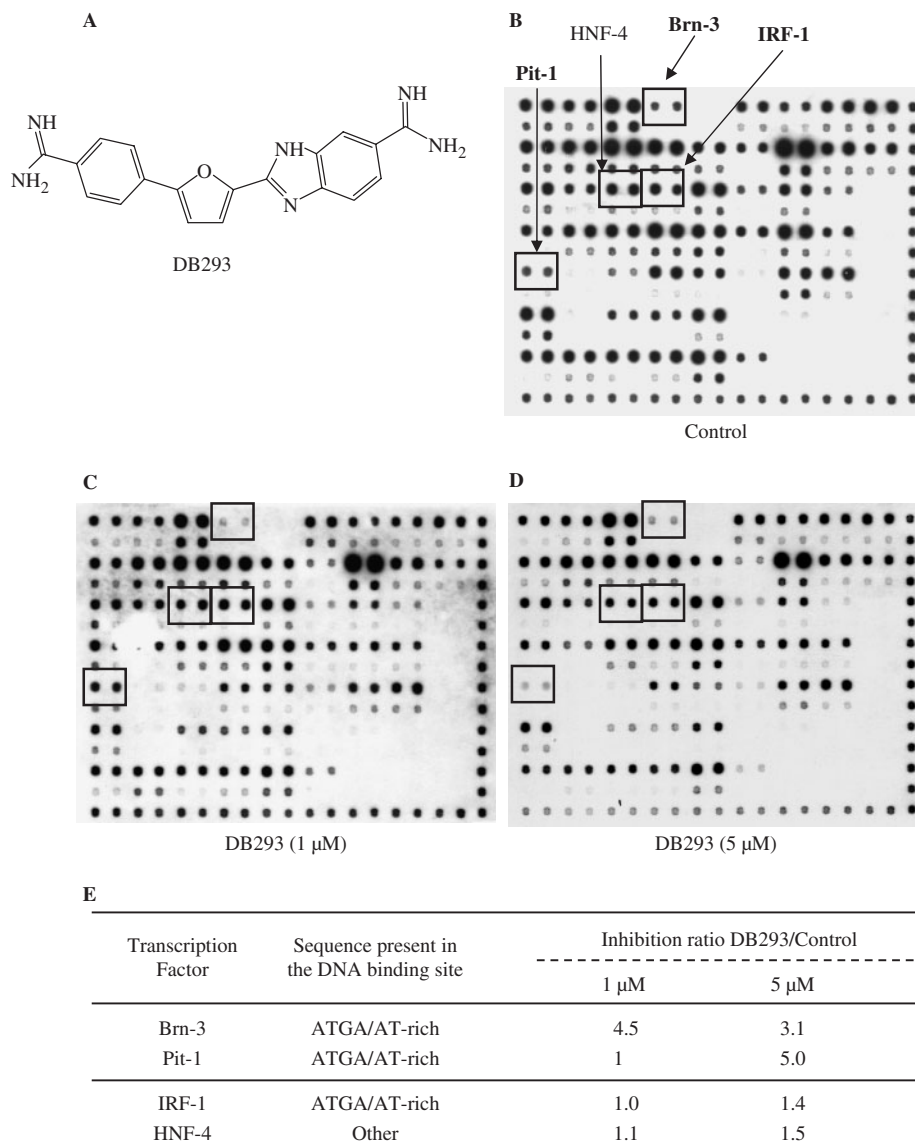 A
NH
NH2
O
HN
N
NH
NH2
DB293
B
HNF-4
Brn-3
IRF-1
Pit-1
Control
C
DB293 (1 µM)
D
DB293 (5 µM)
E
Transcription Factor
Sequence present in the DNA binding site
Inhibition ratio DB293/Control
1 µM 5 µM
Brn-3 ATGA/AT-rich 4.5 3.1
Pit-1 ATGA/AT-rich 1 5.0
IRF-1 ATGA/AT-rich 1.0 1.4
HNF-4 Other 1.1 1.5